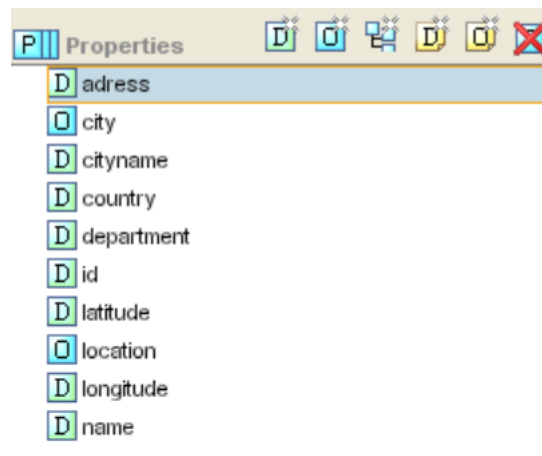 P Properties D O D O
D adress
O city
D cityname
D country
D department
D id
D latitude
O location
D longitude
D name